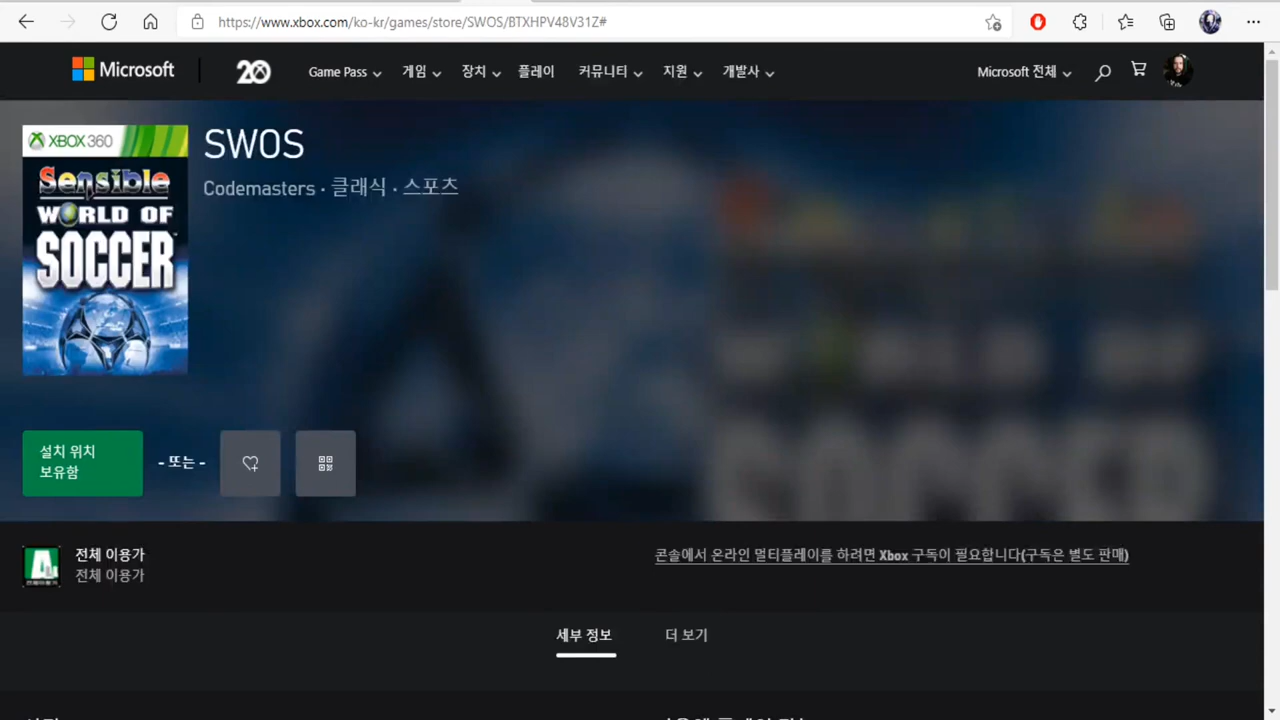 https://www.xbox.com/ko-kr/games/store/SWOS/BTXHPV48V31Z#
Microsoft
20
Game Pass
게임
장치
플레이
커뮤니티
지원
개발사
Microsoft 전체
XBOX 360
Sensible
WORLD OF
SOCCER
SWOS
Codemasters · 클래식 · 스포츠
설치 위치
보유함
- 또는 -
전체 이용가
전체 이용가
콘솔에서 온라인 멀티플레이를 하려면 Xbox 구독이 필요합니다(구독은 별도 판매)
세부 정보
더 보기